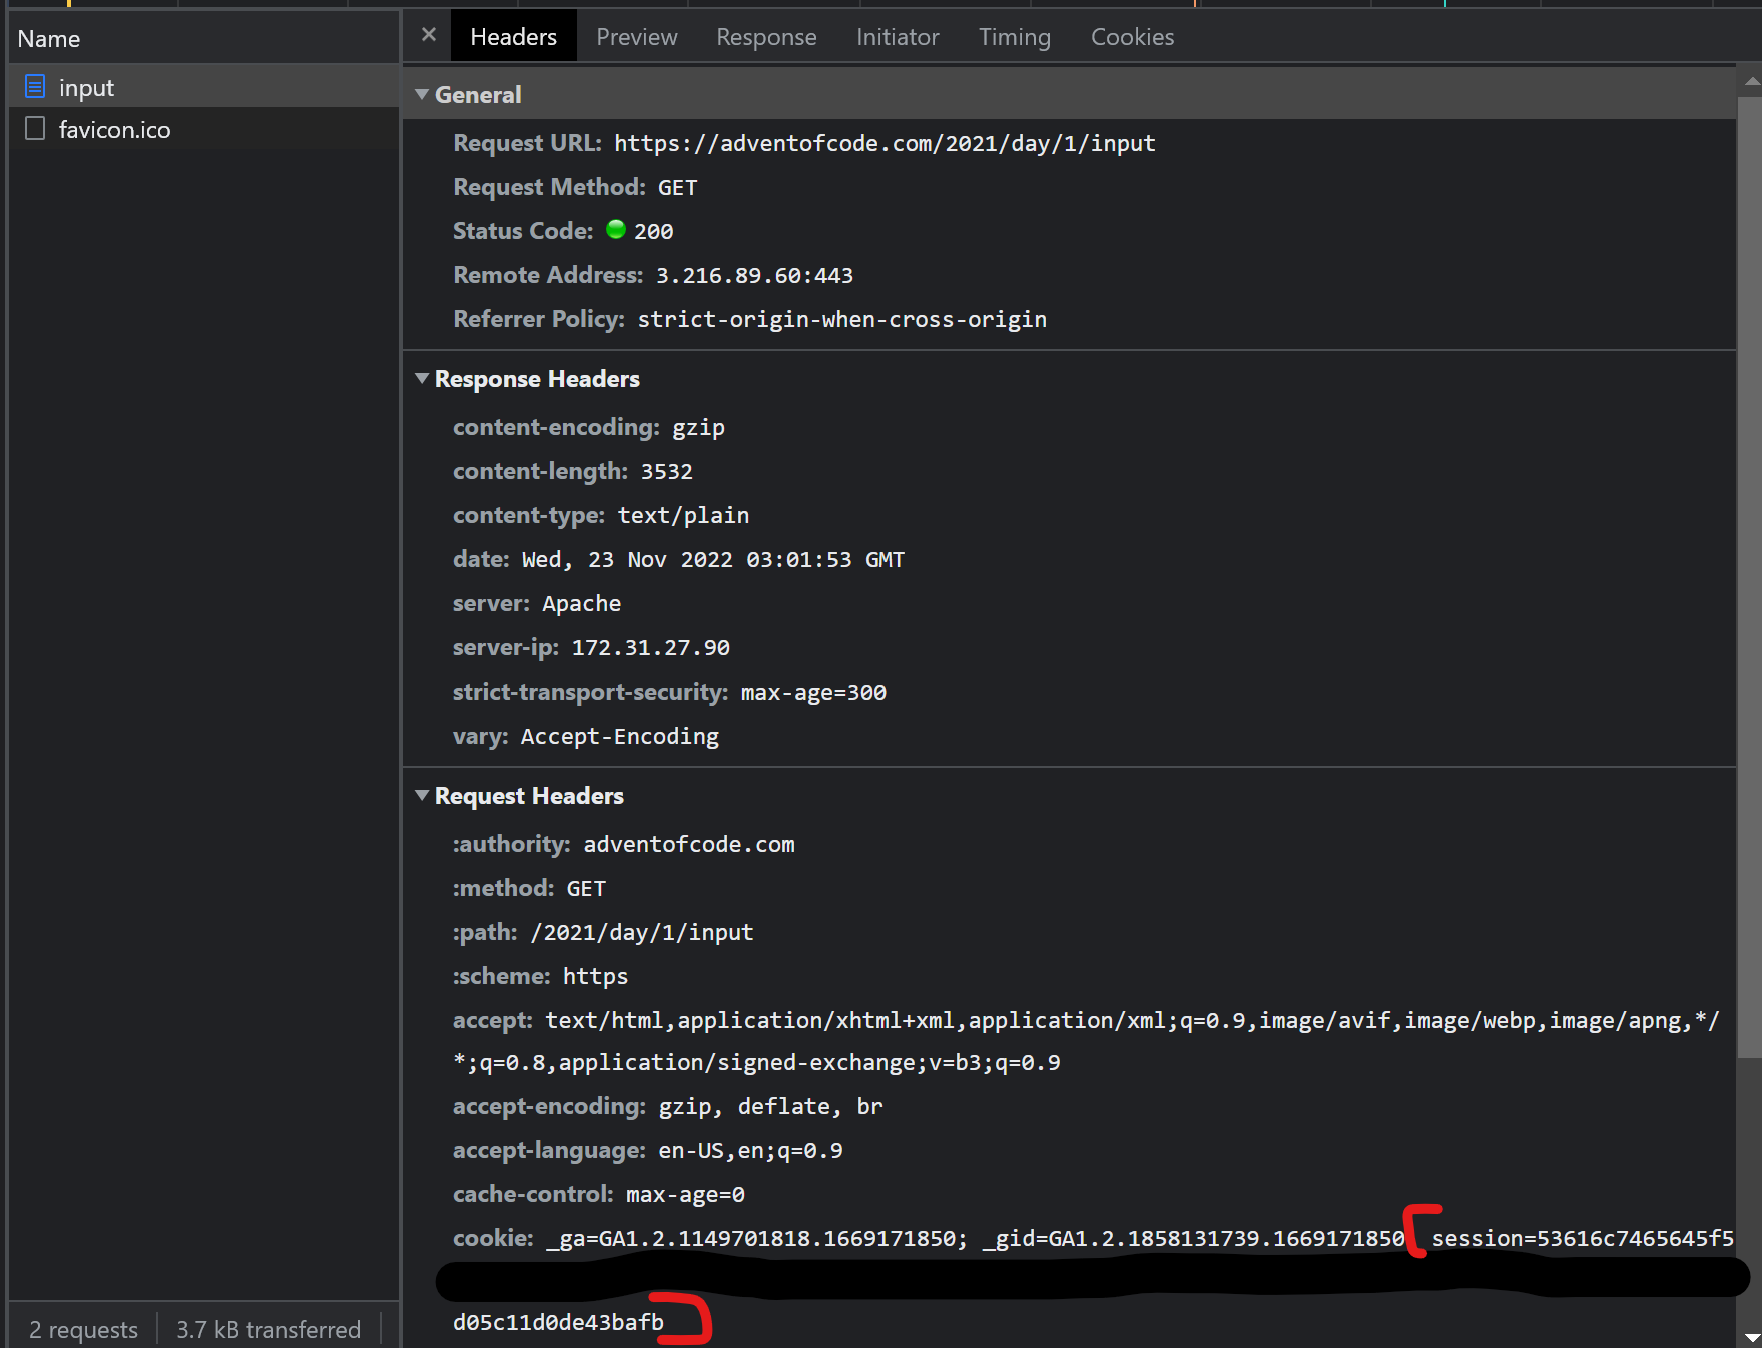 Name
input
favicon.ico
2 requests
3.7 kB transferred
× Headers Preview Response Initiator Timing Cookies
General
Request URL: https://adventofcode.com/2021/day/1/input
Request Method: GET
Status Code: 200
Remote Address: 3.216.89.60:443
Referrer Policy: strict-origin-when-cross-origin
Response Headers
content-encoding: gzip
content-length: 3532
content-type: text/plain
date: Wed, 23 Nov 2022 03:01:53 GMT
server: Apache
server-ip: 172.31.27.90
strict-transport-security: max-age=300
vary: Accept-Encoding
Request Headers
:authority: adventofcode.com
:method: GET
:path: /2021/day/1/input
:scheme: https
accept: text/html,application/xhtml+xml,application/xml;q=0.9,image/avif,image/webp,image/apng,*/
*;q=0.8,application/signed-exchange;v=b3;q=0.9
accept-encoding: gzip, deflate, br
accept-language: en-US,en;q=0.9
cache-control: max-age=0
cookie: _ga=GA1.2.1149701818.1669171850; _gid=GA1.2.1858131739.1669171850 session=53616c7465645f5
d05c11d0de43bafb